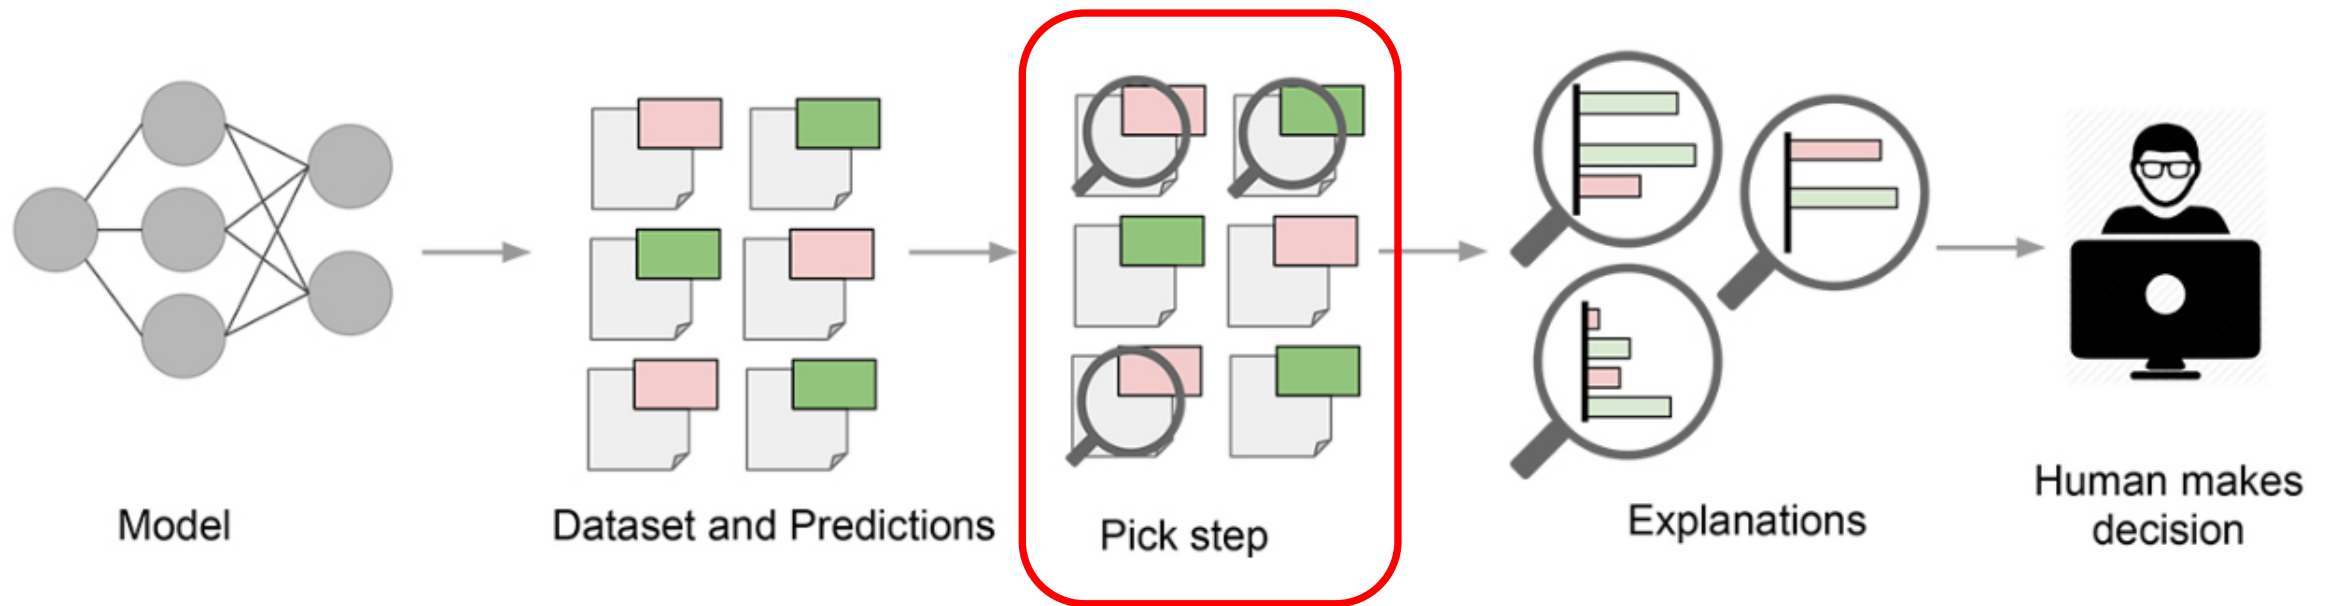 Model
Dataset and Predictions
Pick step
Explanations
Human makes
decision